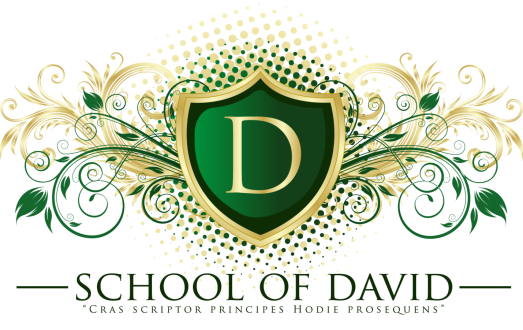 D
SCHOOL OF DAVID
"Cras scriptor principes Hodie prosequens"